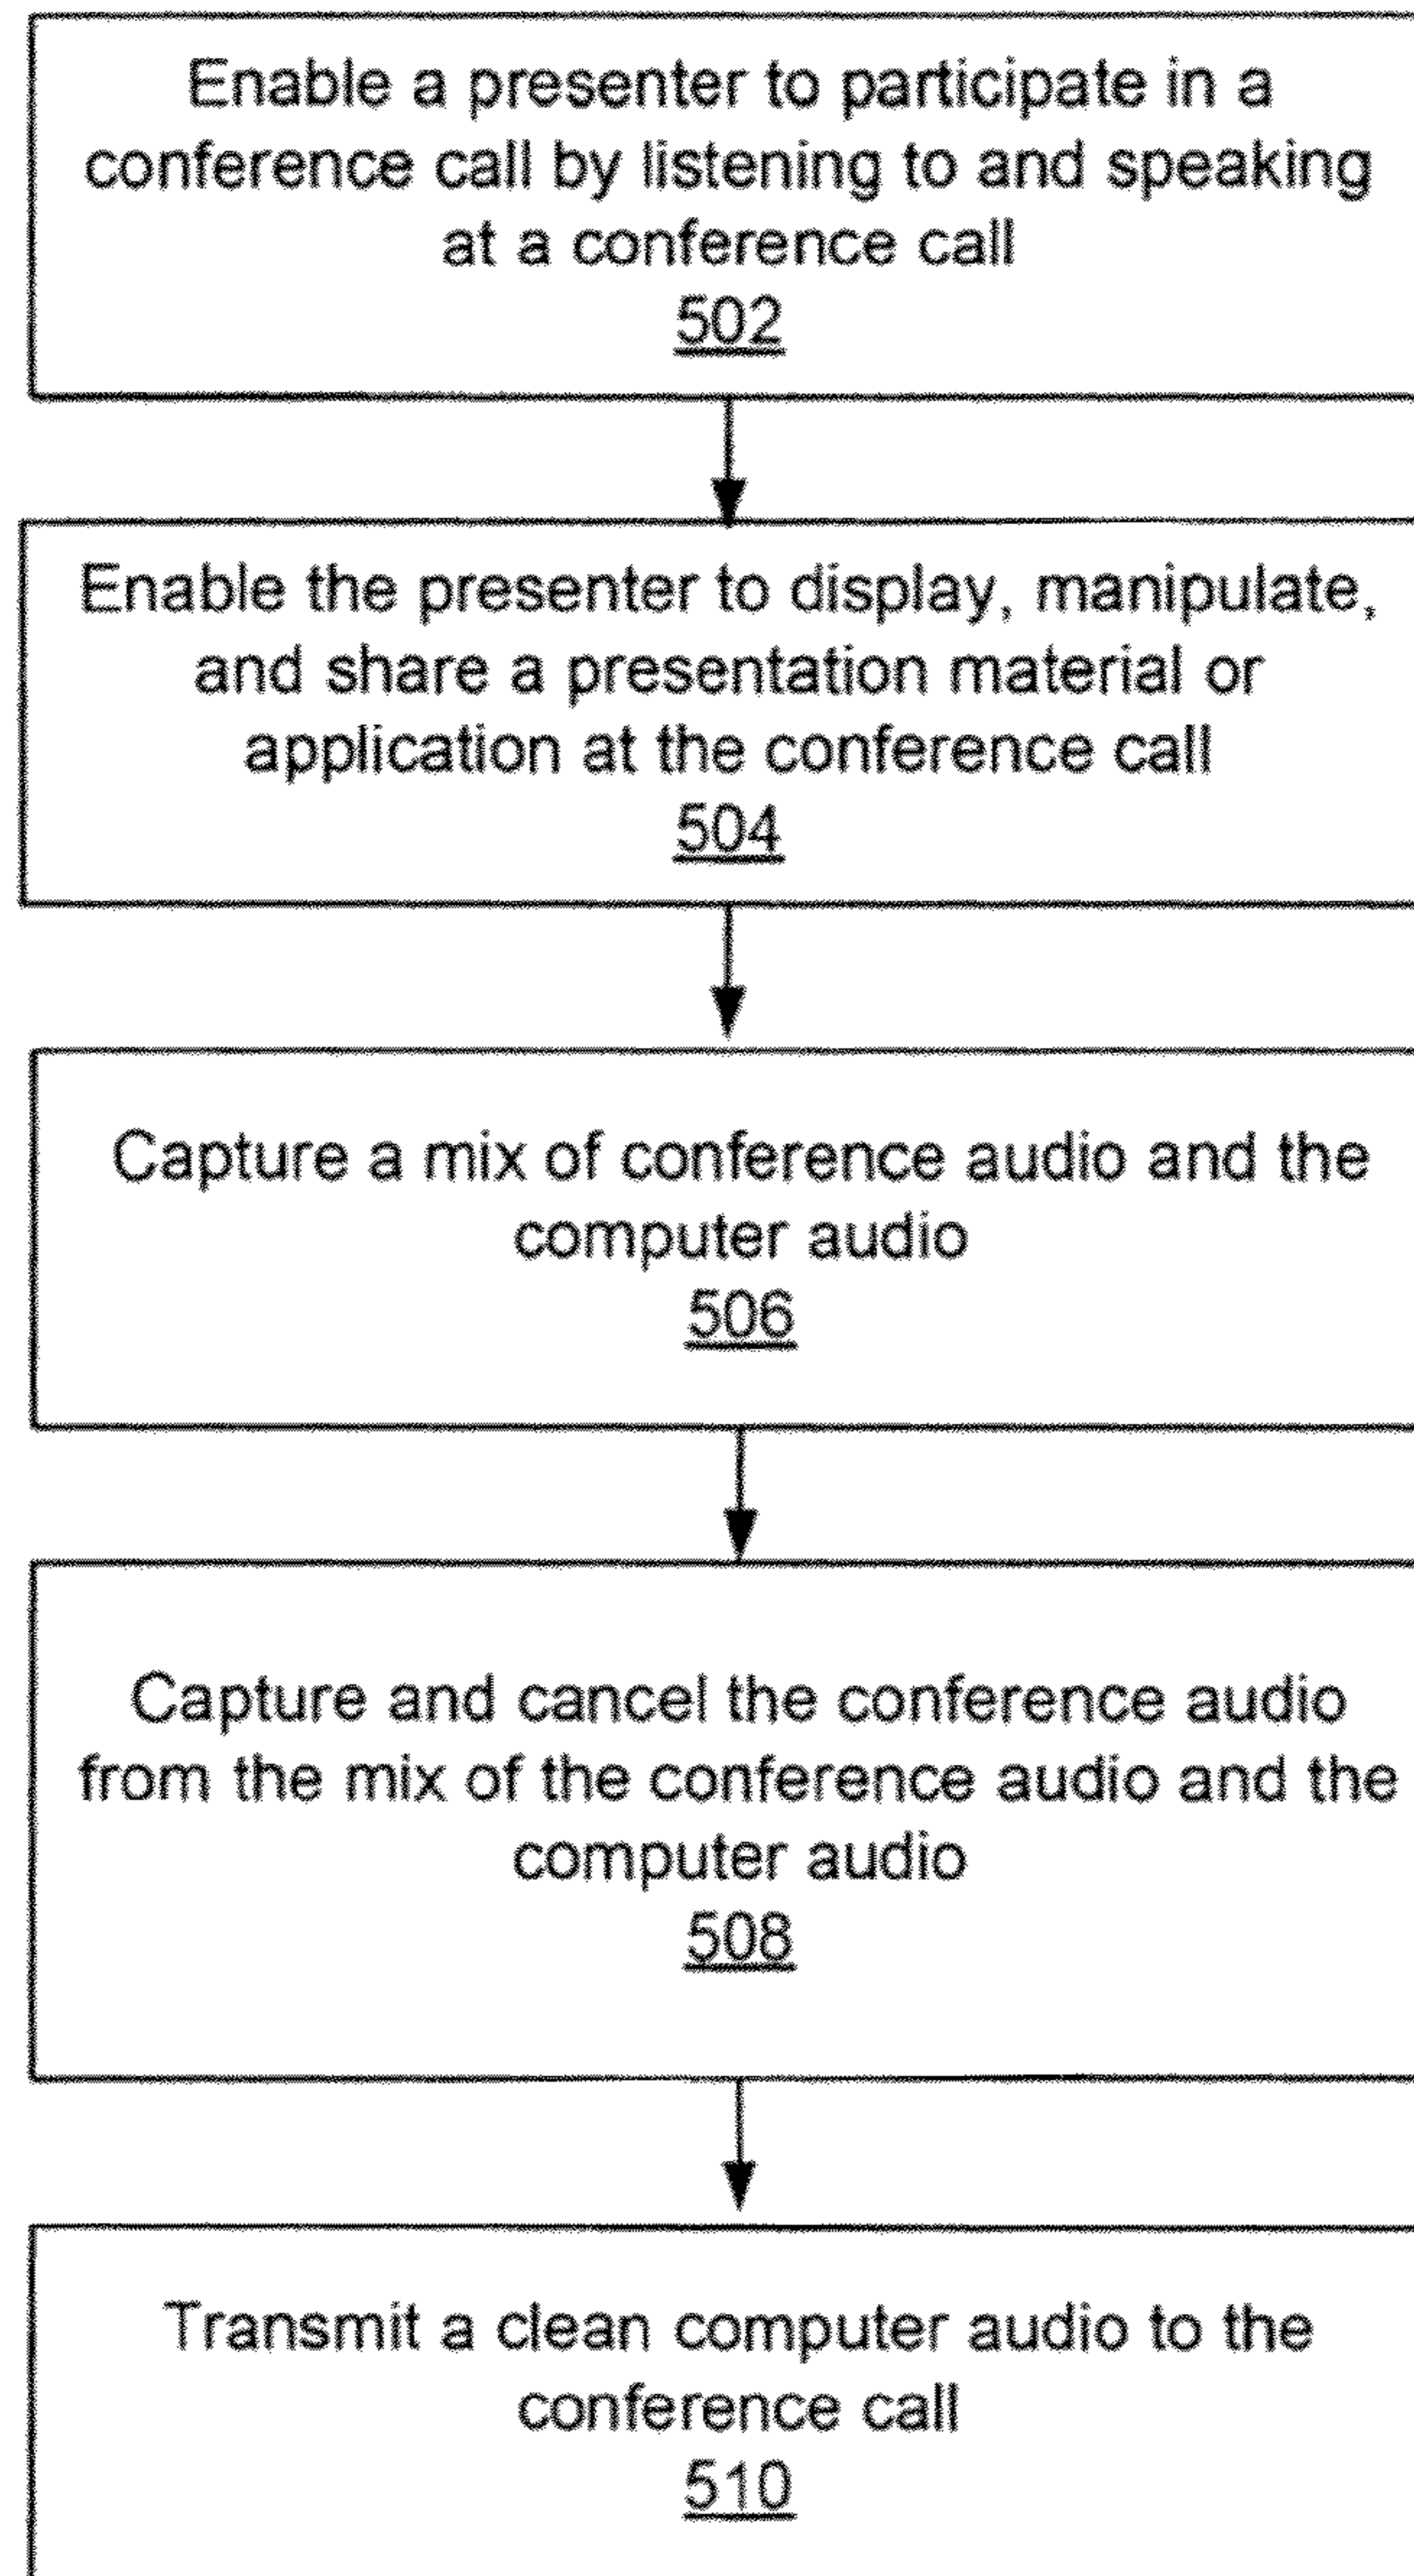 Enable a presenter to participate in a
conference call by listening to and speaking
at a conference call
502
Enable the presenter to display, manipulate,
and share a presentation material or
application at the conference call
504
Capture a mix of conference audio and the
computer audio
506
Capture and cancel the conference audio
from the mix of the conference audio and the
computer audio
508
Transmit a clean computer audio to the
conference call
510